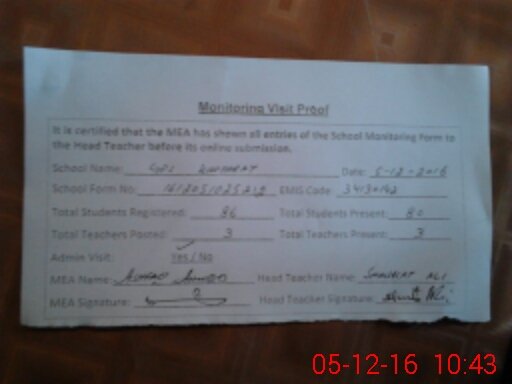 Monitoring Visit Proof
It is certified that the MEA has shown all entries of the School Monitoring Form to
the Head Teacher before its online submission.
School Name: GPS Date: 5-12-2016
School Form No: EMIS Code:
Total Students Registered: 86 Total Students Present: 80
Total Teachers Posted: 3 Total Teachers Present: 3
Admin Visit: Yes / No
MEA Name: Head Teacher Name: Shaukat Ali
MEA Signature: Head Teacher Signature:
05-12-16 10:43